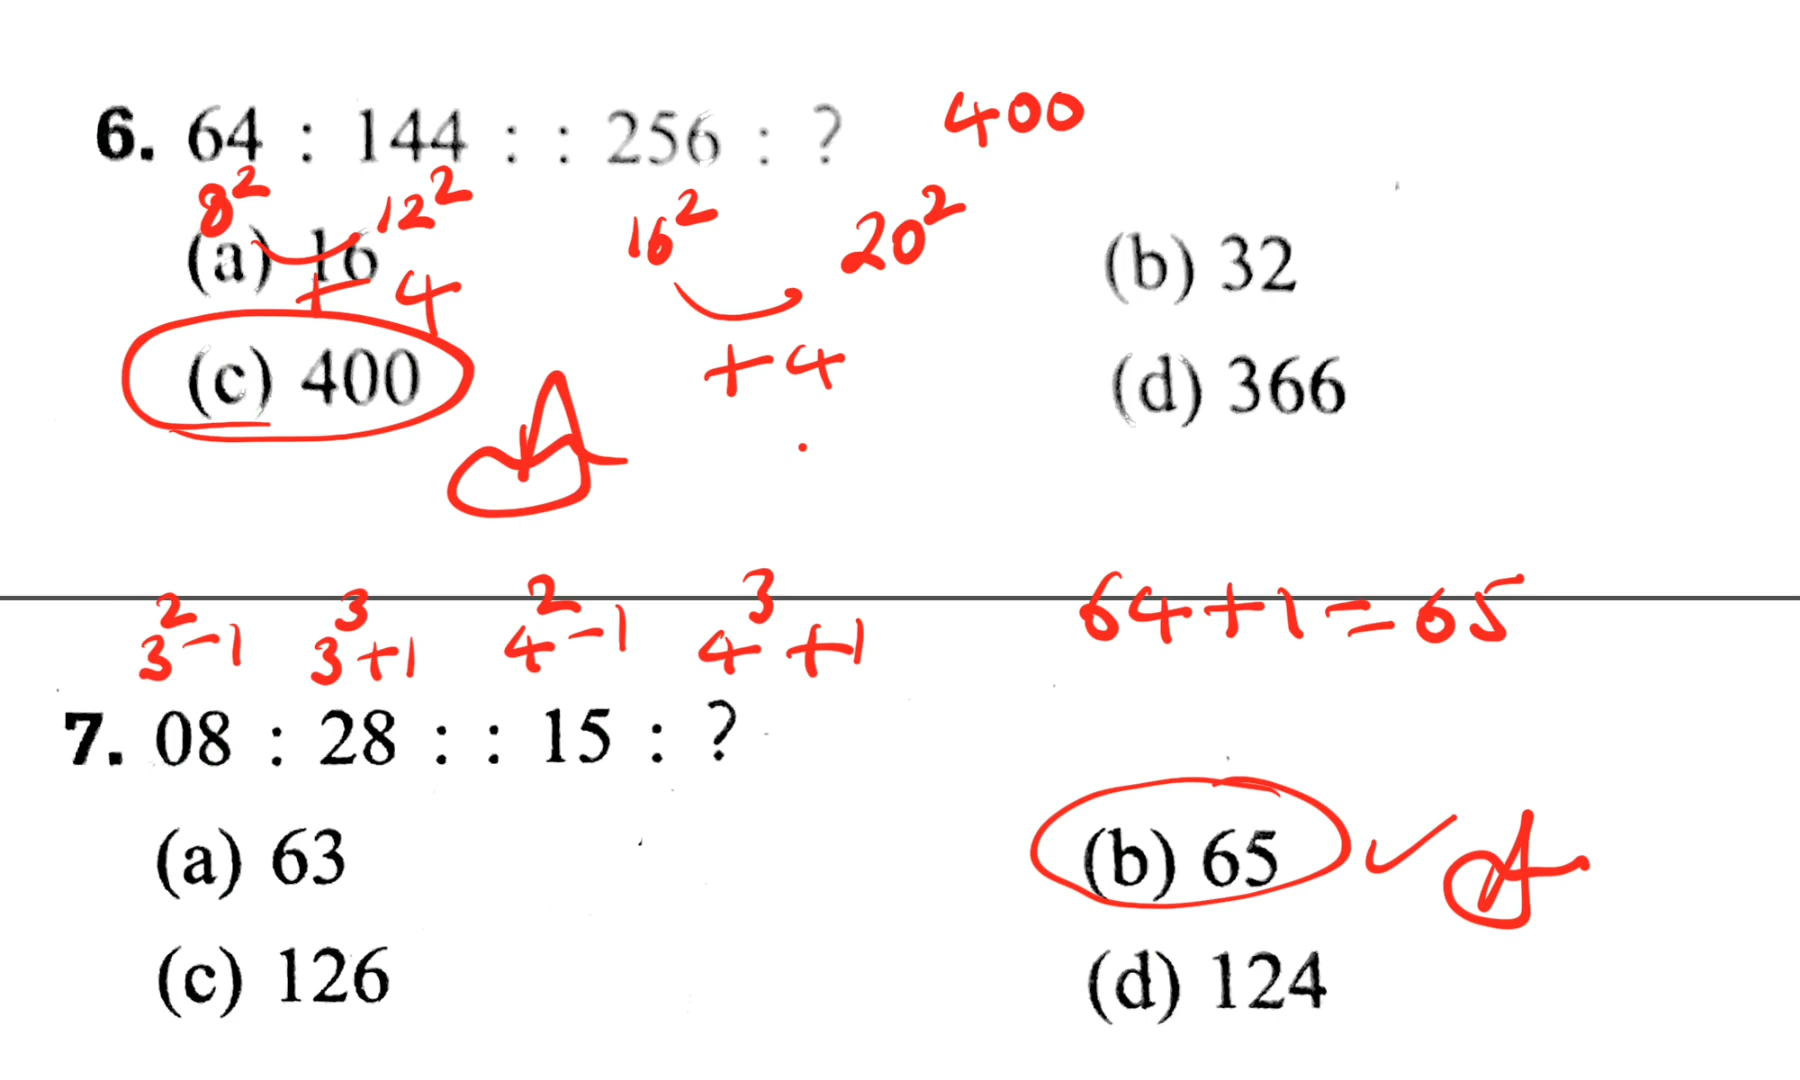 6. 64 : 144 : : 256 : ? 400
8² 12² 16² 20²
(a) 16 (b) 32
+4
+4
(c) 400 (d) 366
3²-1 3³+1 4²-1 4³+1 64+1=65
7. 08 : 28 : : 15 : ?
(a) 63 (b) 65
(c) 126 (d) 124